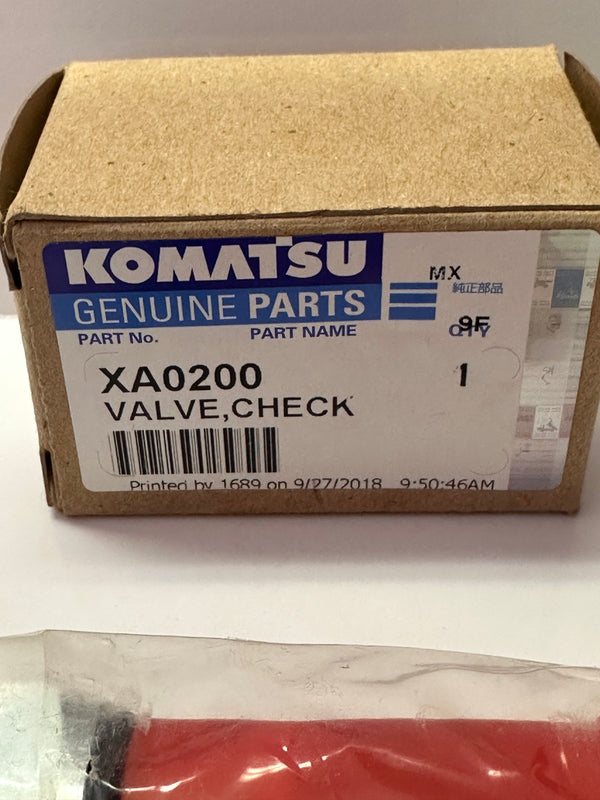 KOMATSU
MX
純正部品
GENUINE PARTS
PART No. PART NAME QTY
9F
XA0200 1
VALVE,CHECK
Printed by 1689 on 9/27/2018 9:50:46AM